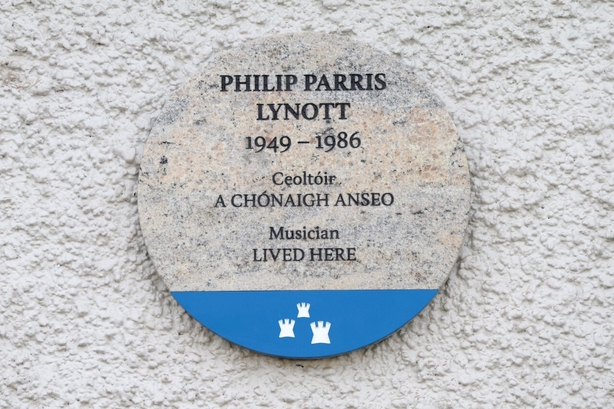 PHILIP PARRIS
LYNOTT
1949 – 1986
Ceoltóir
A CHÓNAIGH ANSEO
Musician
LIVED HERE